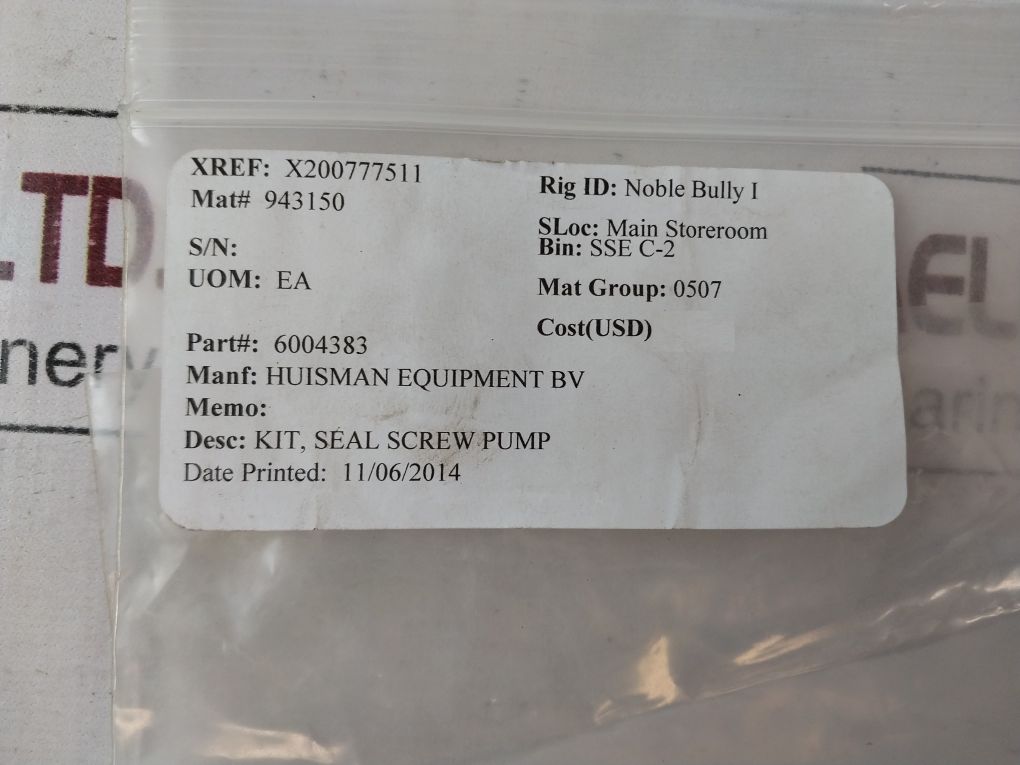 XREF: X200777511
Mat# 943150
S/N:
UOM: EA
Part#: 6004383
Manf: HUISMAN EQUIPMENT BV
Memo:
Desc: KIT, SEAL SCREW PUMP
Date Printed: 11/06/2014
Rig ID: Noble Bully I
SLoc: Main Storeroom
Bin: SSE C-2
Mat Group: 0507
Cost(USD)
LTD.